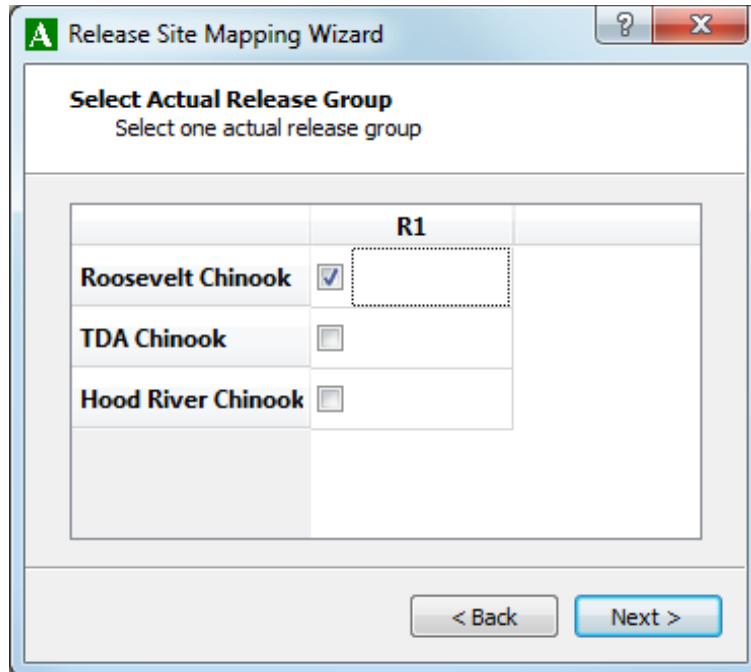 A Release Site Mapping Wizard ? X
Select Actual Release Group
Select one actual release group
R1
Roosevelt Chinook
TDA Chinook
Hood River Chinook
< Back Next >